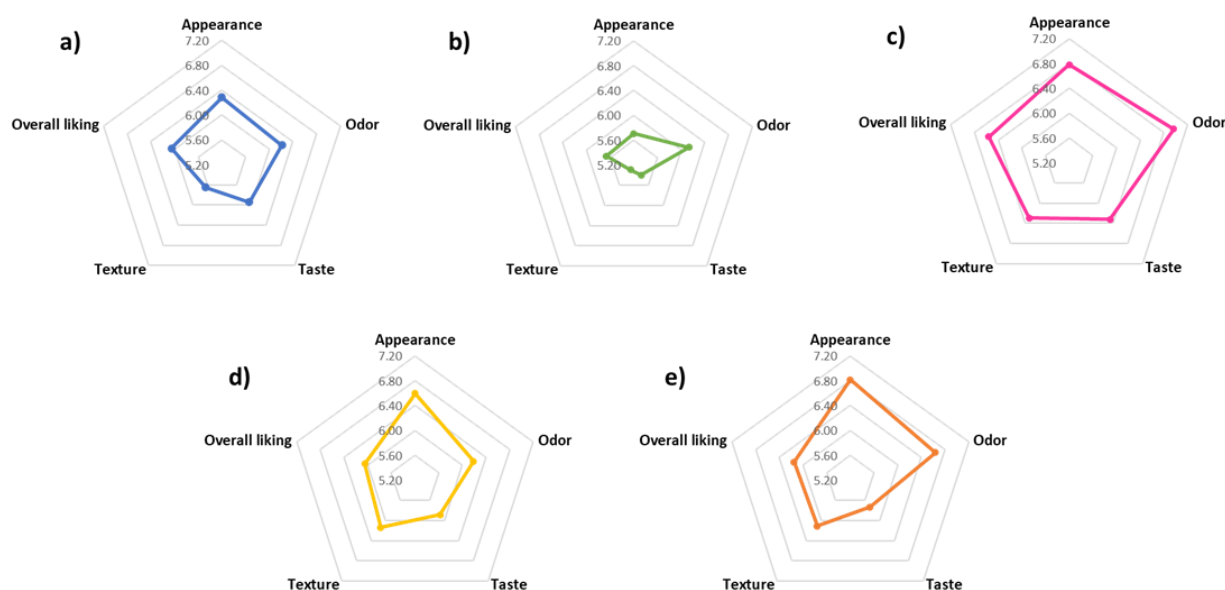 a)
Appearance
7.20
6.80
6.40
6.00
5.60
5.20
Overall liking
Odor
Texture
Taste
b)
Appearance
7.20
6.80
6.40
6.00
5.60
5.20
Overall liking
Odor
Texture
Taste
c)
Appearance
7.20
6.80
6.40
6.00
5.60
5.20
Overall liking
Odor
Texture
Taste
d)
Appearance
7.20
6.80
6.40
6.00
5.60
5.20
Overall liking
Odor
Texture
Taste
e)
Appearance
7.20
6.80
6.40
6.00
5.60
5.20
Overall liking
Odor
Texture
Taste